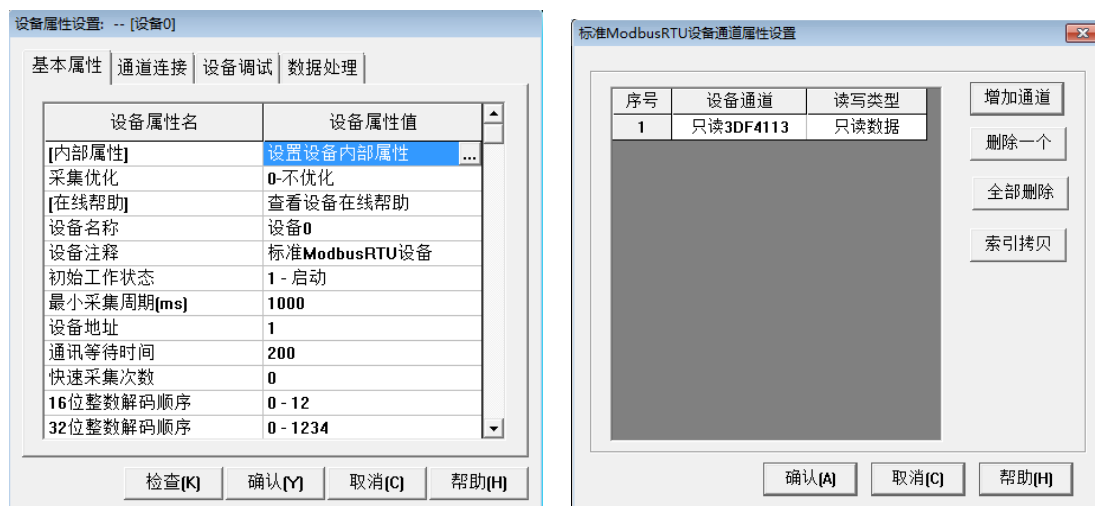 设备属性设置: -- [设备0]
基本属性 通道连接 设备调试 数据处理
设备属性名 设备属性值
[内部属性] 设置设备内部属性 ...
采集优化 0-不优化
[在线帮助] 查看设备在线帮助
设备名称 设备0
设备注释 标准ModbusRTU设备
初始工作状态 1 - 启动
最小采集周期(ms) 1000
设备地址 1
通讯等待时间 200
快速采集次数 0
16位整数解码顺序 0 - 12
32位整数解码顺序 0 - 1234
检查(K) 确认(Y) 取消(C) 帮助(H)
标准ModbusRTU设备通道属性设置
序号 设备通道 读写类型
1 只读3DF4113 只读数据
增加通道
删除一个
全部删除
索引拷贝
确认(A) 取消(C) 帮助(H)